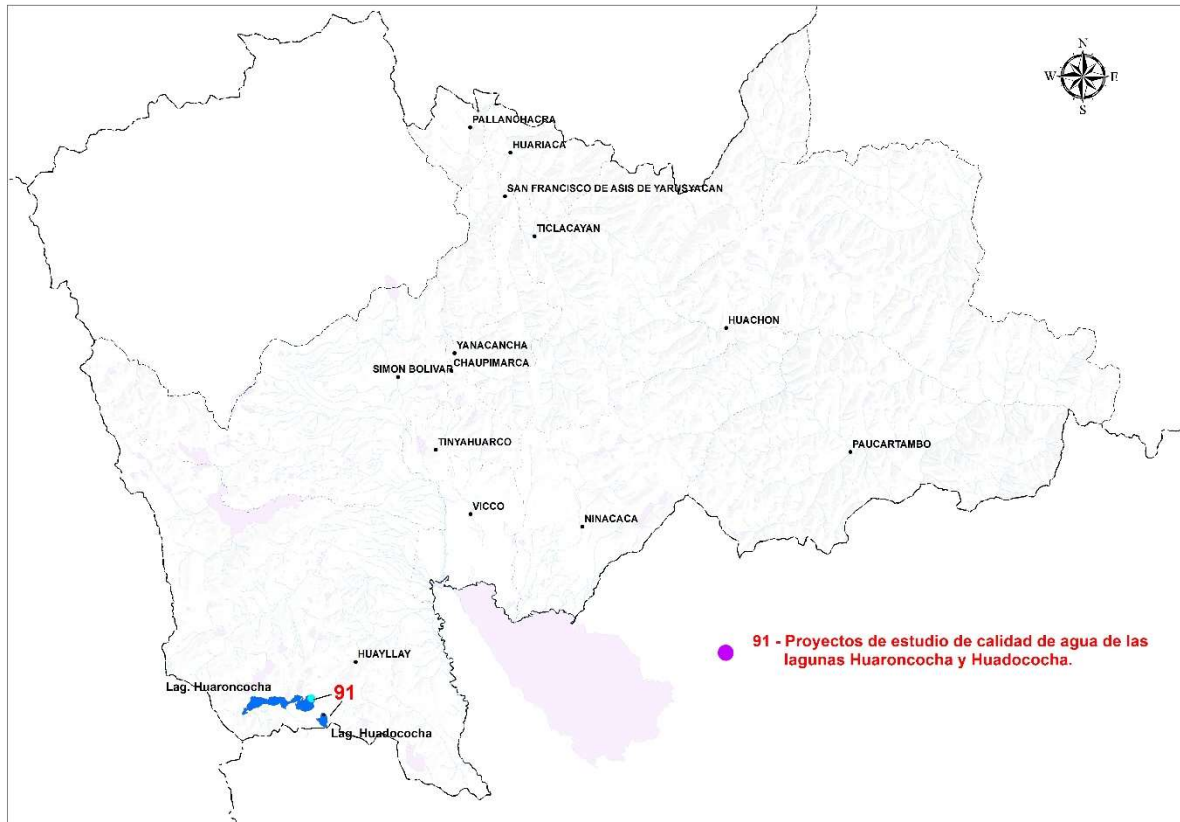 N
W E
S
PALLANCHACRA
HUARIACA
SAN FRANCISCO DE ASIS DE YARUSYACAN
TICLACAYAN
HUACHON
YANACANCHA
CHAUPIMARCA
SIMON BOLIVAR
TINYAHUARCO
PAUCARTAMBO
VICCO
NINACACA
91 - Proyectos de estudio de calidad de agua de las
lagunas Huaroncocha y Huadococha.
HUAYLLAY
Lag. Huaroncocha
91
Lag. Huadococha